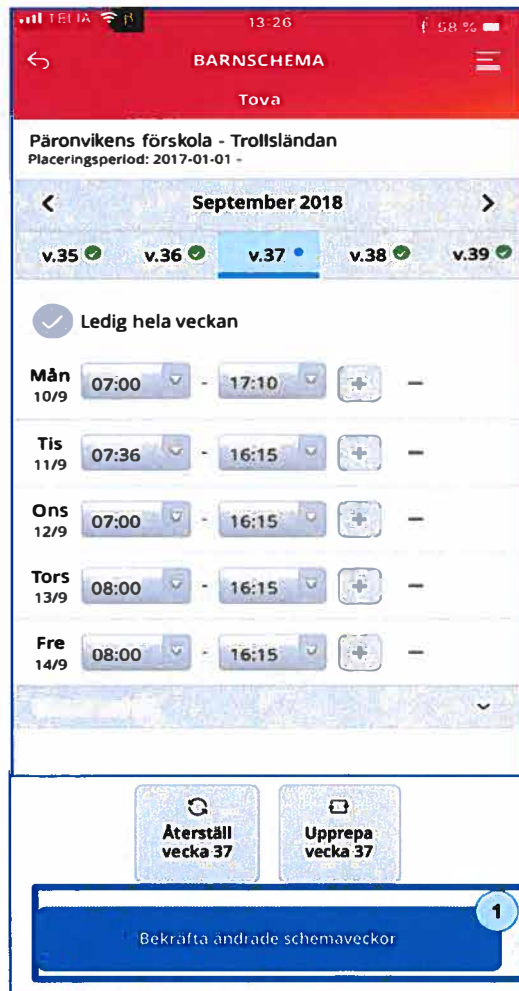 TELIA 13:26 58 %
BARNSCHEMA
Tova
Päronvikens förskola - Trollsländan
Placeringsperiod: 2017-01-01 -
September 2018
v.35 v.36 v.37 v.38 v.39
Ledig hela veckan
Mån 07:00 - 17:10 + –
10/9
Tis 07:36 - 16:15 + –
11/9
Ons 07:00 - 16:15 + –
12/9
Tors 08:00 - 16:15 + –
13/9
Fre 08:00 - 16:15 + –
14/9
Återställ
vecka 37
Upprepa
vecka 37
1
Bekräfta ändrade schemaveckor